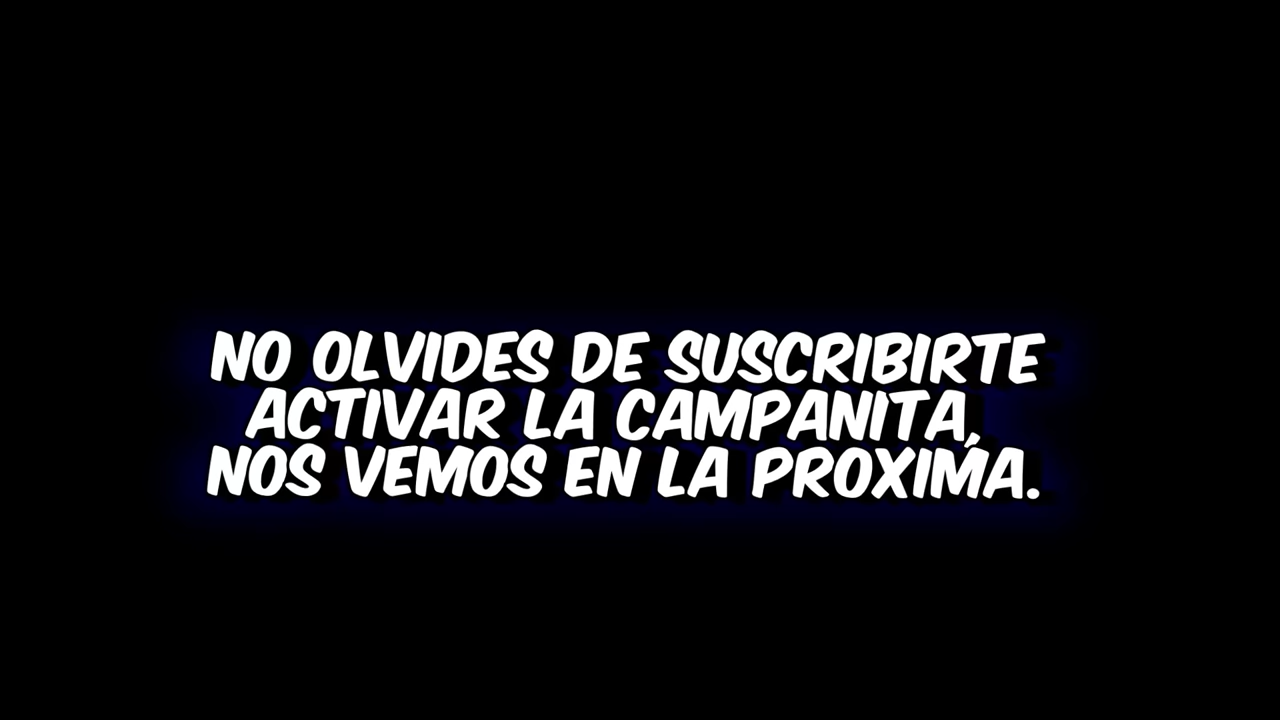 NO OLVIDES DE SUSCRIBIRTE
ACTIVAR LA CAMPANITA,
NOS VEMOS EN LA PROXIMA.